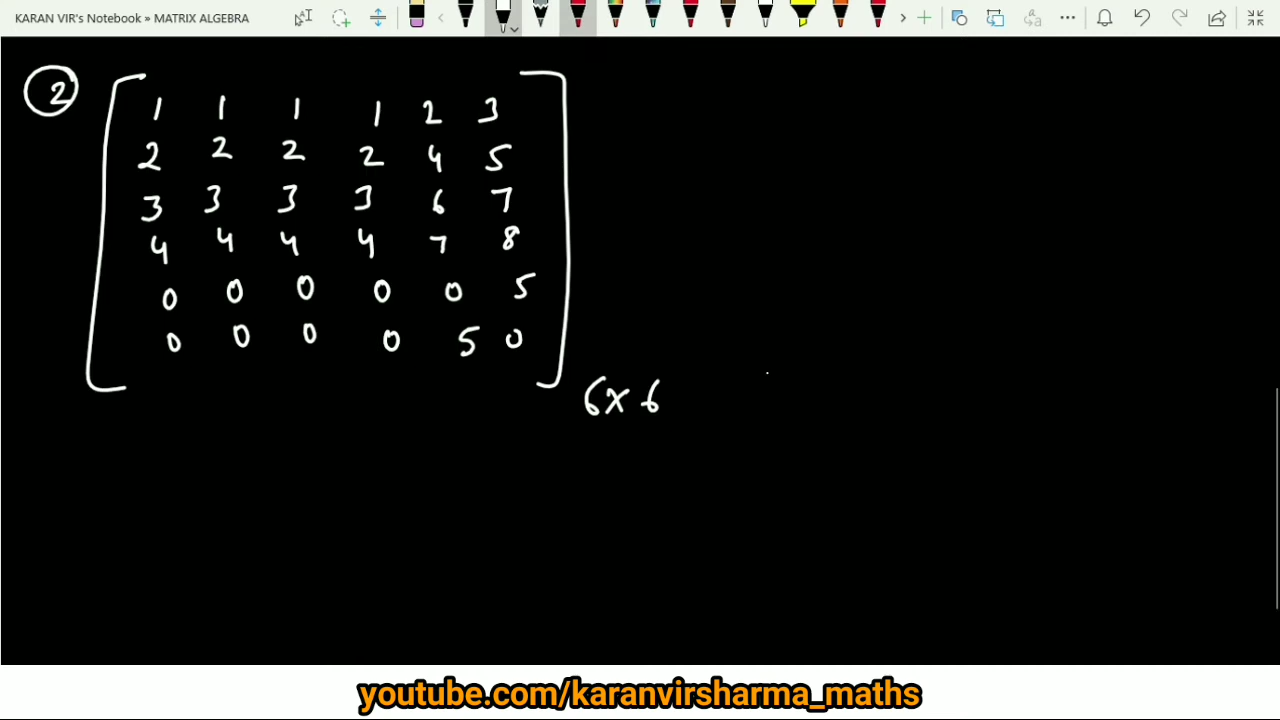 KARAN VIR's Notebook » MATRIX ALGEBRA
2
1 1 1 1 2 3
2 2 2 2 4 5
3 3 3 3 6 7
4 4 4 4 7 8
0 0 0 0 0 5
0 0 0 0 5 0
6x6
youtube.com/karanvirsharma_maths